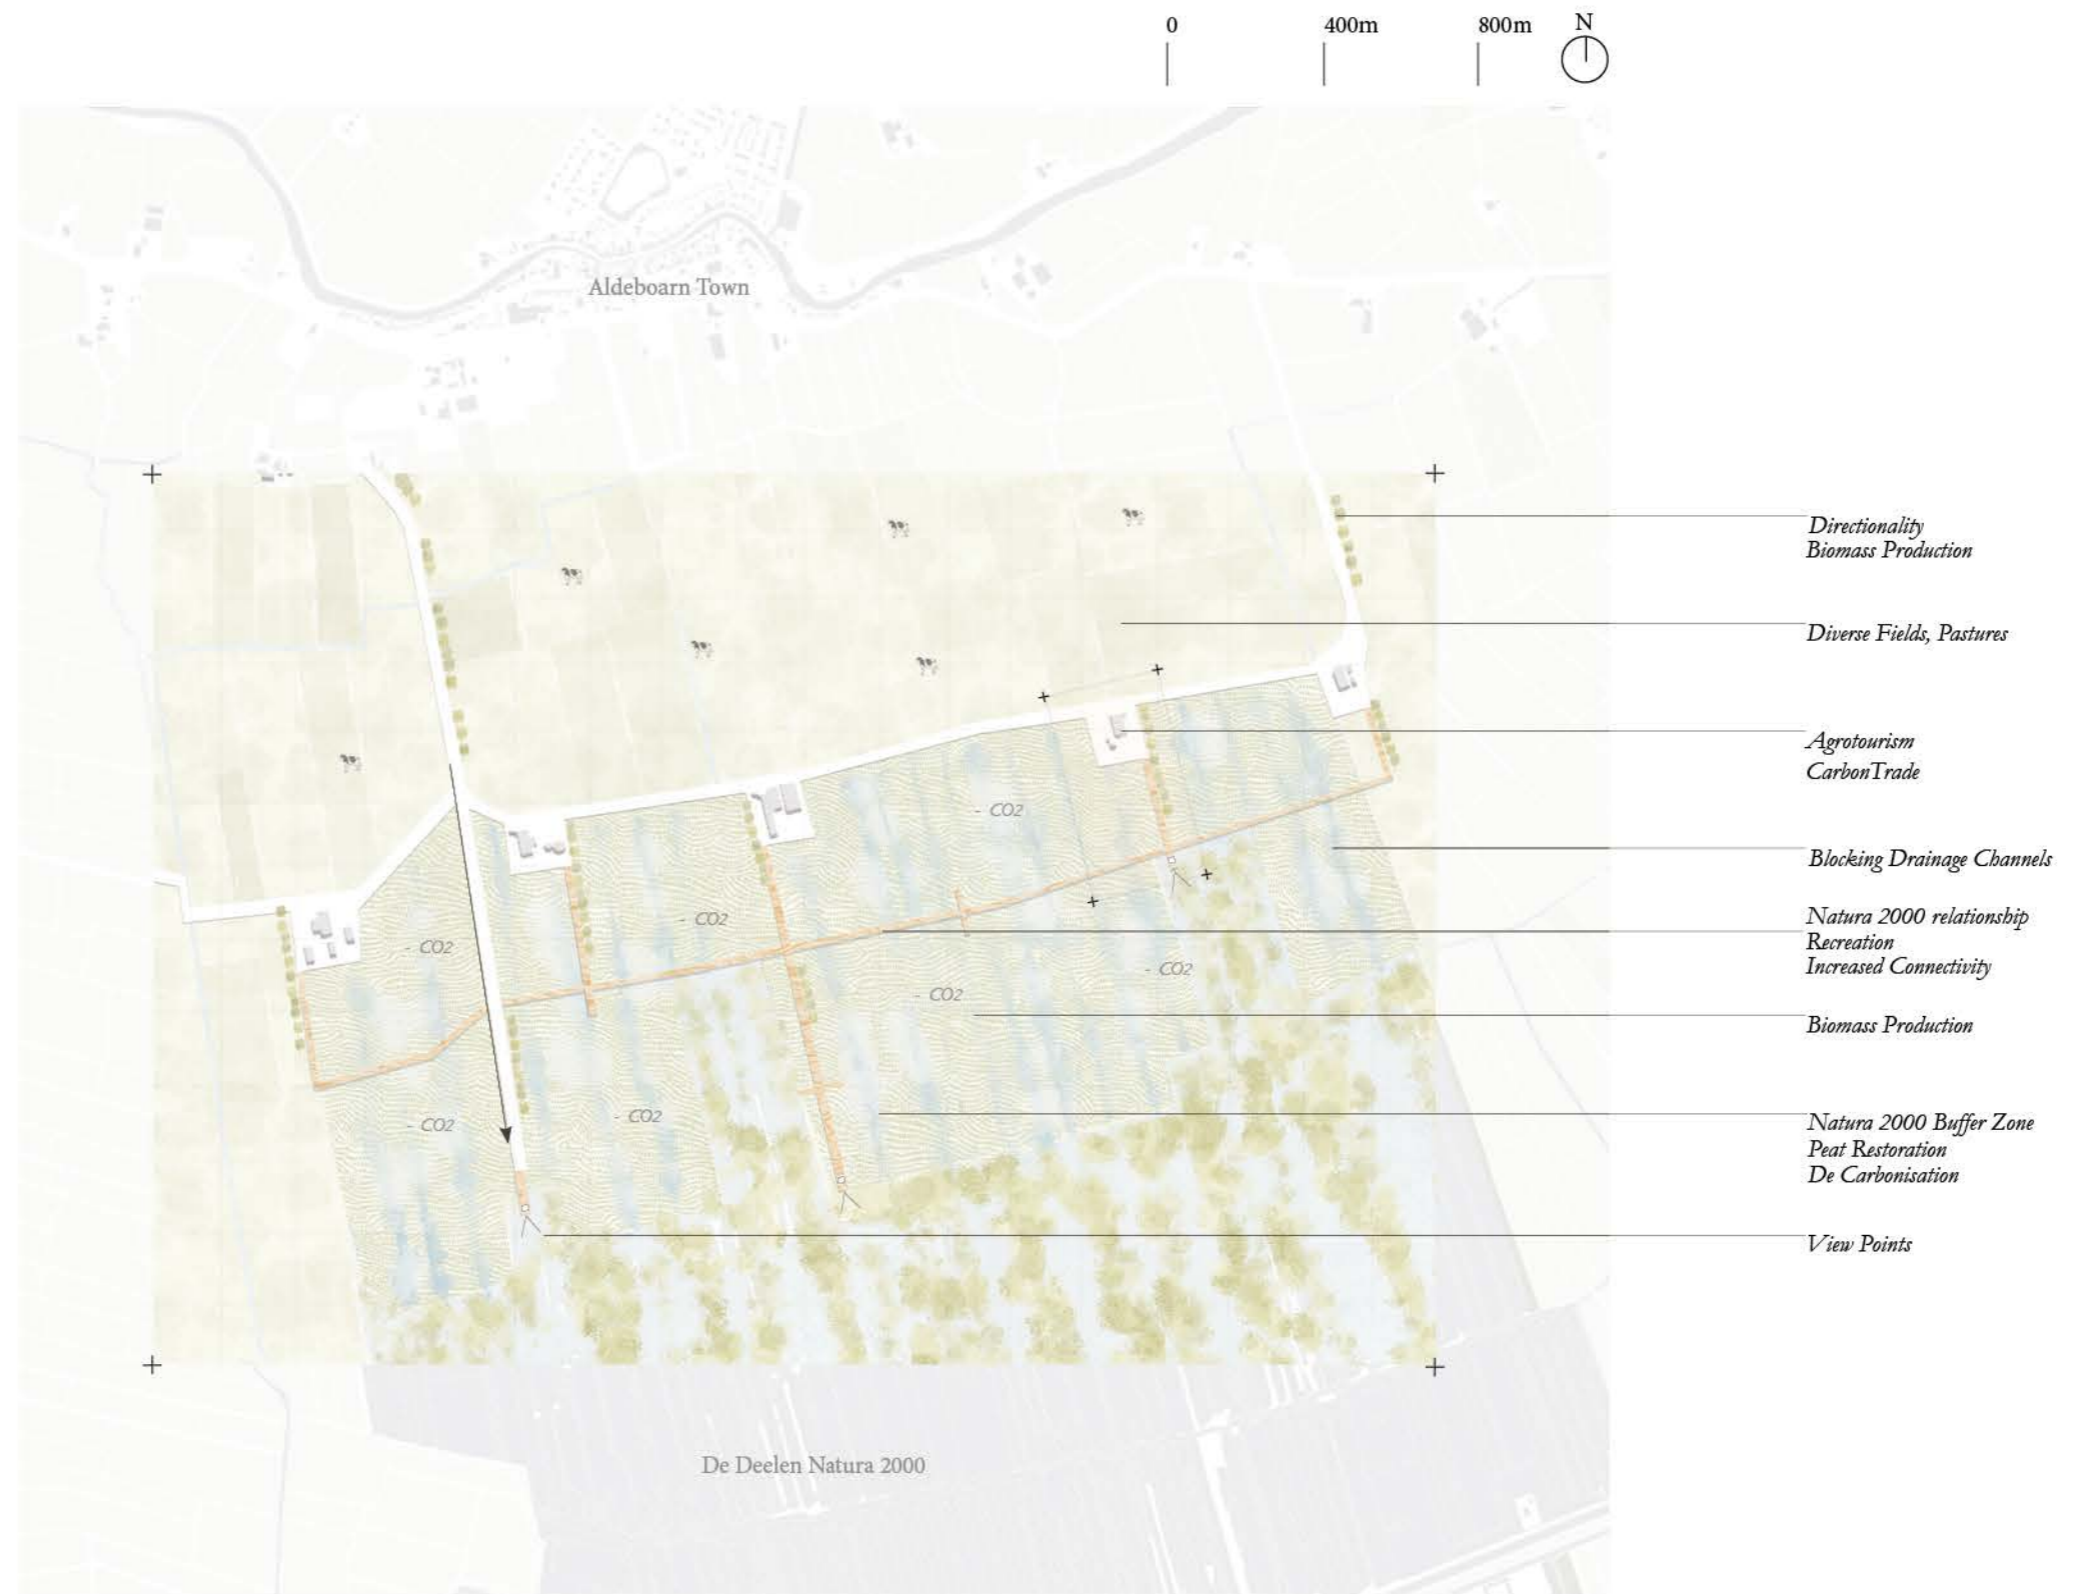 0 400m 800m N
Aldeboarn Town
Directionality
Biomass Production
Diverse Fields, Pastures
Agrotourism
CarbonTrade
- CO2
Blocking Drainage Channels
Natura 2000 relationship
- CO2
- CO2
Recreation
Increased Connectivity
- CO2
- CO2
Biomass Production
- CO2
- CO2
Natura 2000 Buffer Zone
Peat Restoration
De Carbonisation
View Points
De Deelen Natura 2000